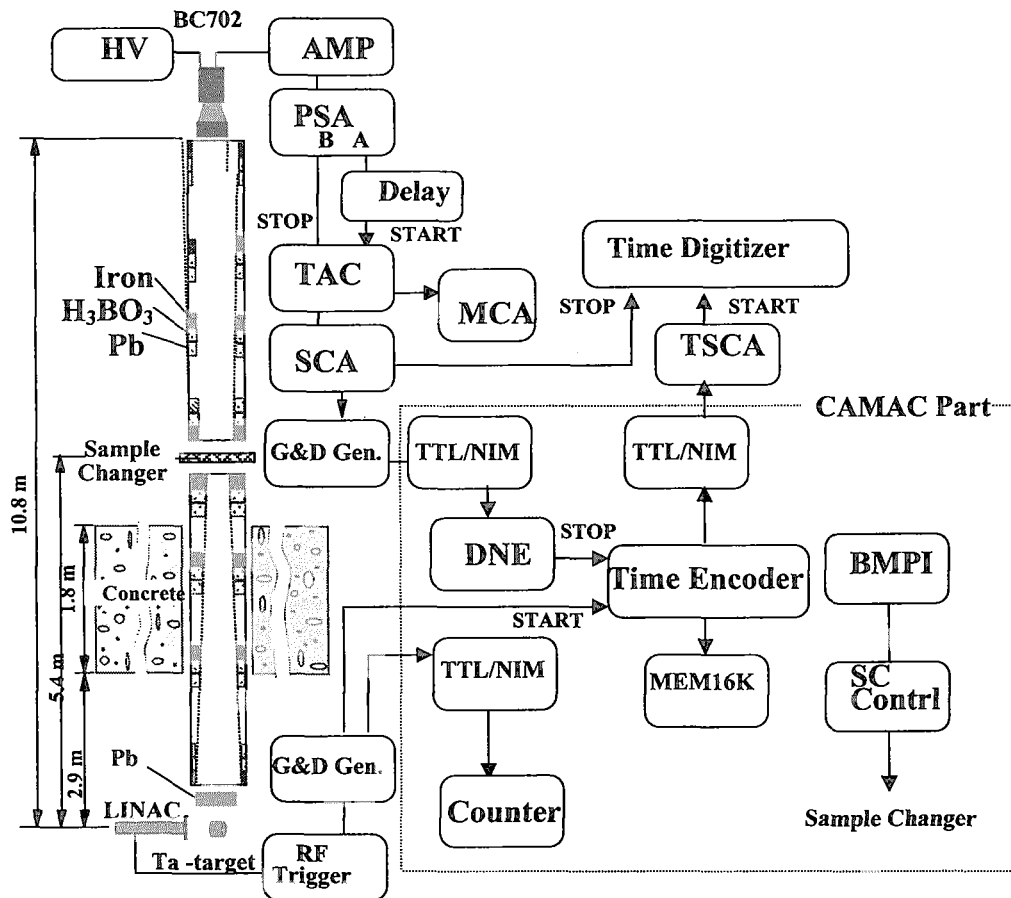 BC702
HV
AMP
PSA
B A
Delay
STOP
START
Time Digitizer
TAC
MCA
STOP
START
Iron
H₃BO₃
Pb
SCA
TSCA
CAMAC Part
G&D Gen.
TTL/NIM
TTL/NIM
Sample
Changer
10.8 m
DNE
STOP
Time Encoder
BMPI
Concrete
1.8 m
START
5.4 m
TTL/NIM
MEM16K
SC
Contrl
2.9 m
G&D Gen.
Pb
Counter
LINAC
Sample Changer
Ta -target
RF
Trigger